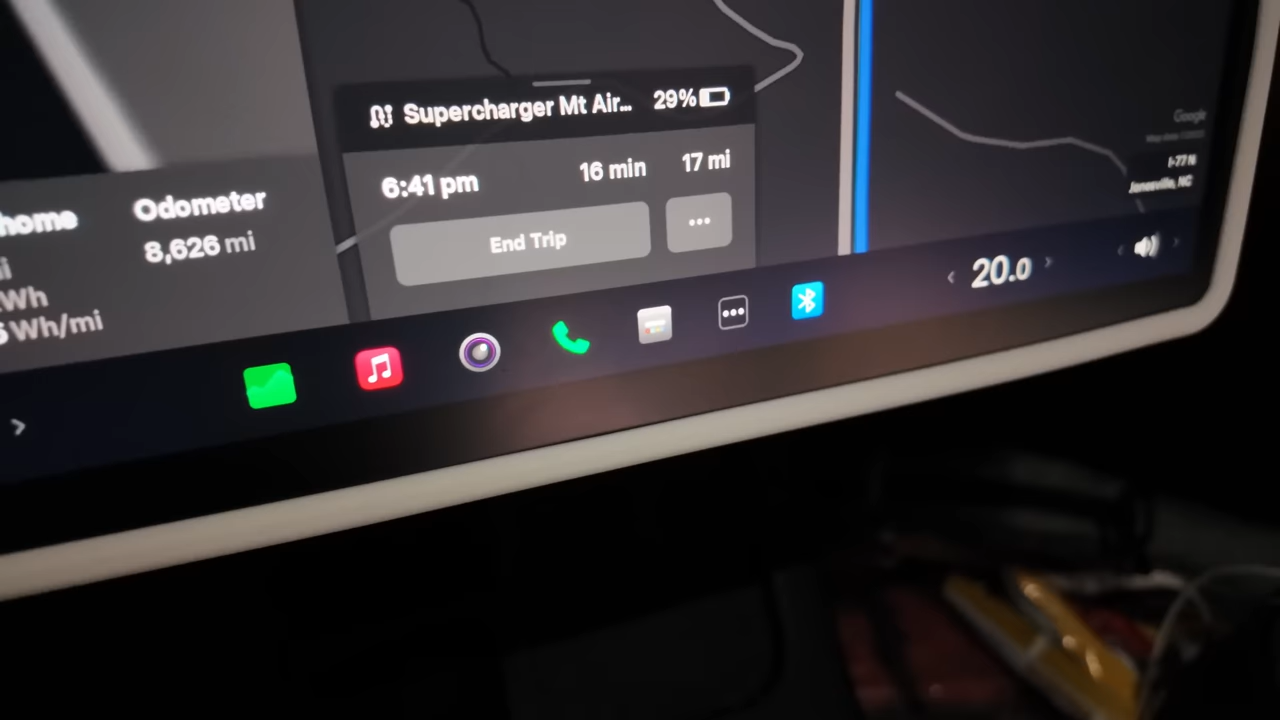 Supercharger Mt Air... 29%
6:41 pm 16 min 17 mi
End Trip
home Odometer
8,626 mi
Wh
Wh/mi
Google
I-77 N
Jonesville, NC
20.0